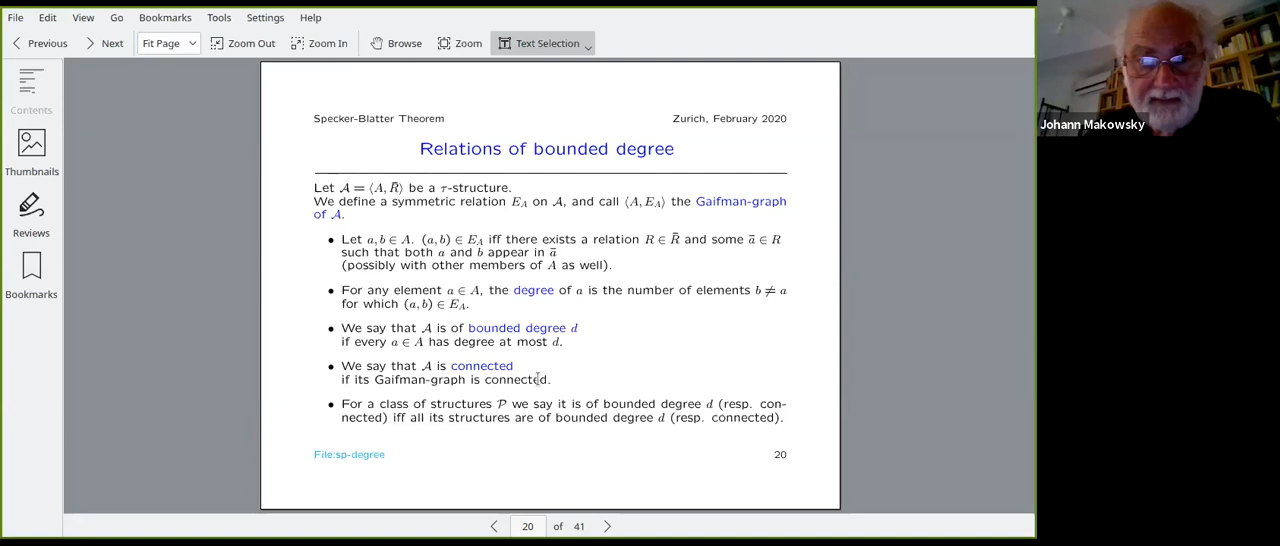 File Edit View Go Bookmarks Tools Settings Help
Previous Next Fit Page Zoom Out Zoom In Browse Zoom Text Selection
Contents
Thumbnails
Reviews
Bookmarks
Specker-Blatter Theorem Zurich, February 2020
Relations of bounded degree
Let 𝒜 = ⟨A, R̄⟩ be a τ-structure.
We define a symmetric relation E_A on 𝒜, and call ⟨A, E_A⟩ the Gaifman-graph
of 𝒜.
• Let a, b ∈ A. (a, b) ∈ E_A iff there exists a relation R ∈ R̄ and some ā ∈ R
such that both a and b appear in ā
(possibly with other members of A as well).
• For any element a ∈ A, the degree of a is the number of elements b ≠ a
for which (a, b) ∈ E_A.
• We say that 𝒜 is of bounded degree d
if every a ∈ A has degree at most d.
• We say that 𝒜 is connected
if its Gaifman-graph is connected.
• For a class of structures 𝒫 we say it is of bounded degree d (resp. con-
nected) iff all its structures are of bounded degree d (resp. connected).
File:sp-degree 20
20 of 41
Johann Makowsky